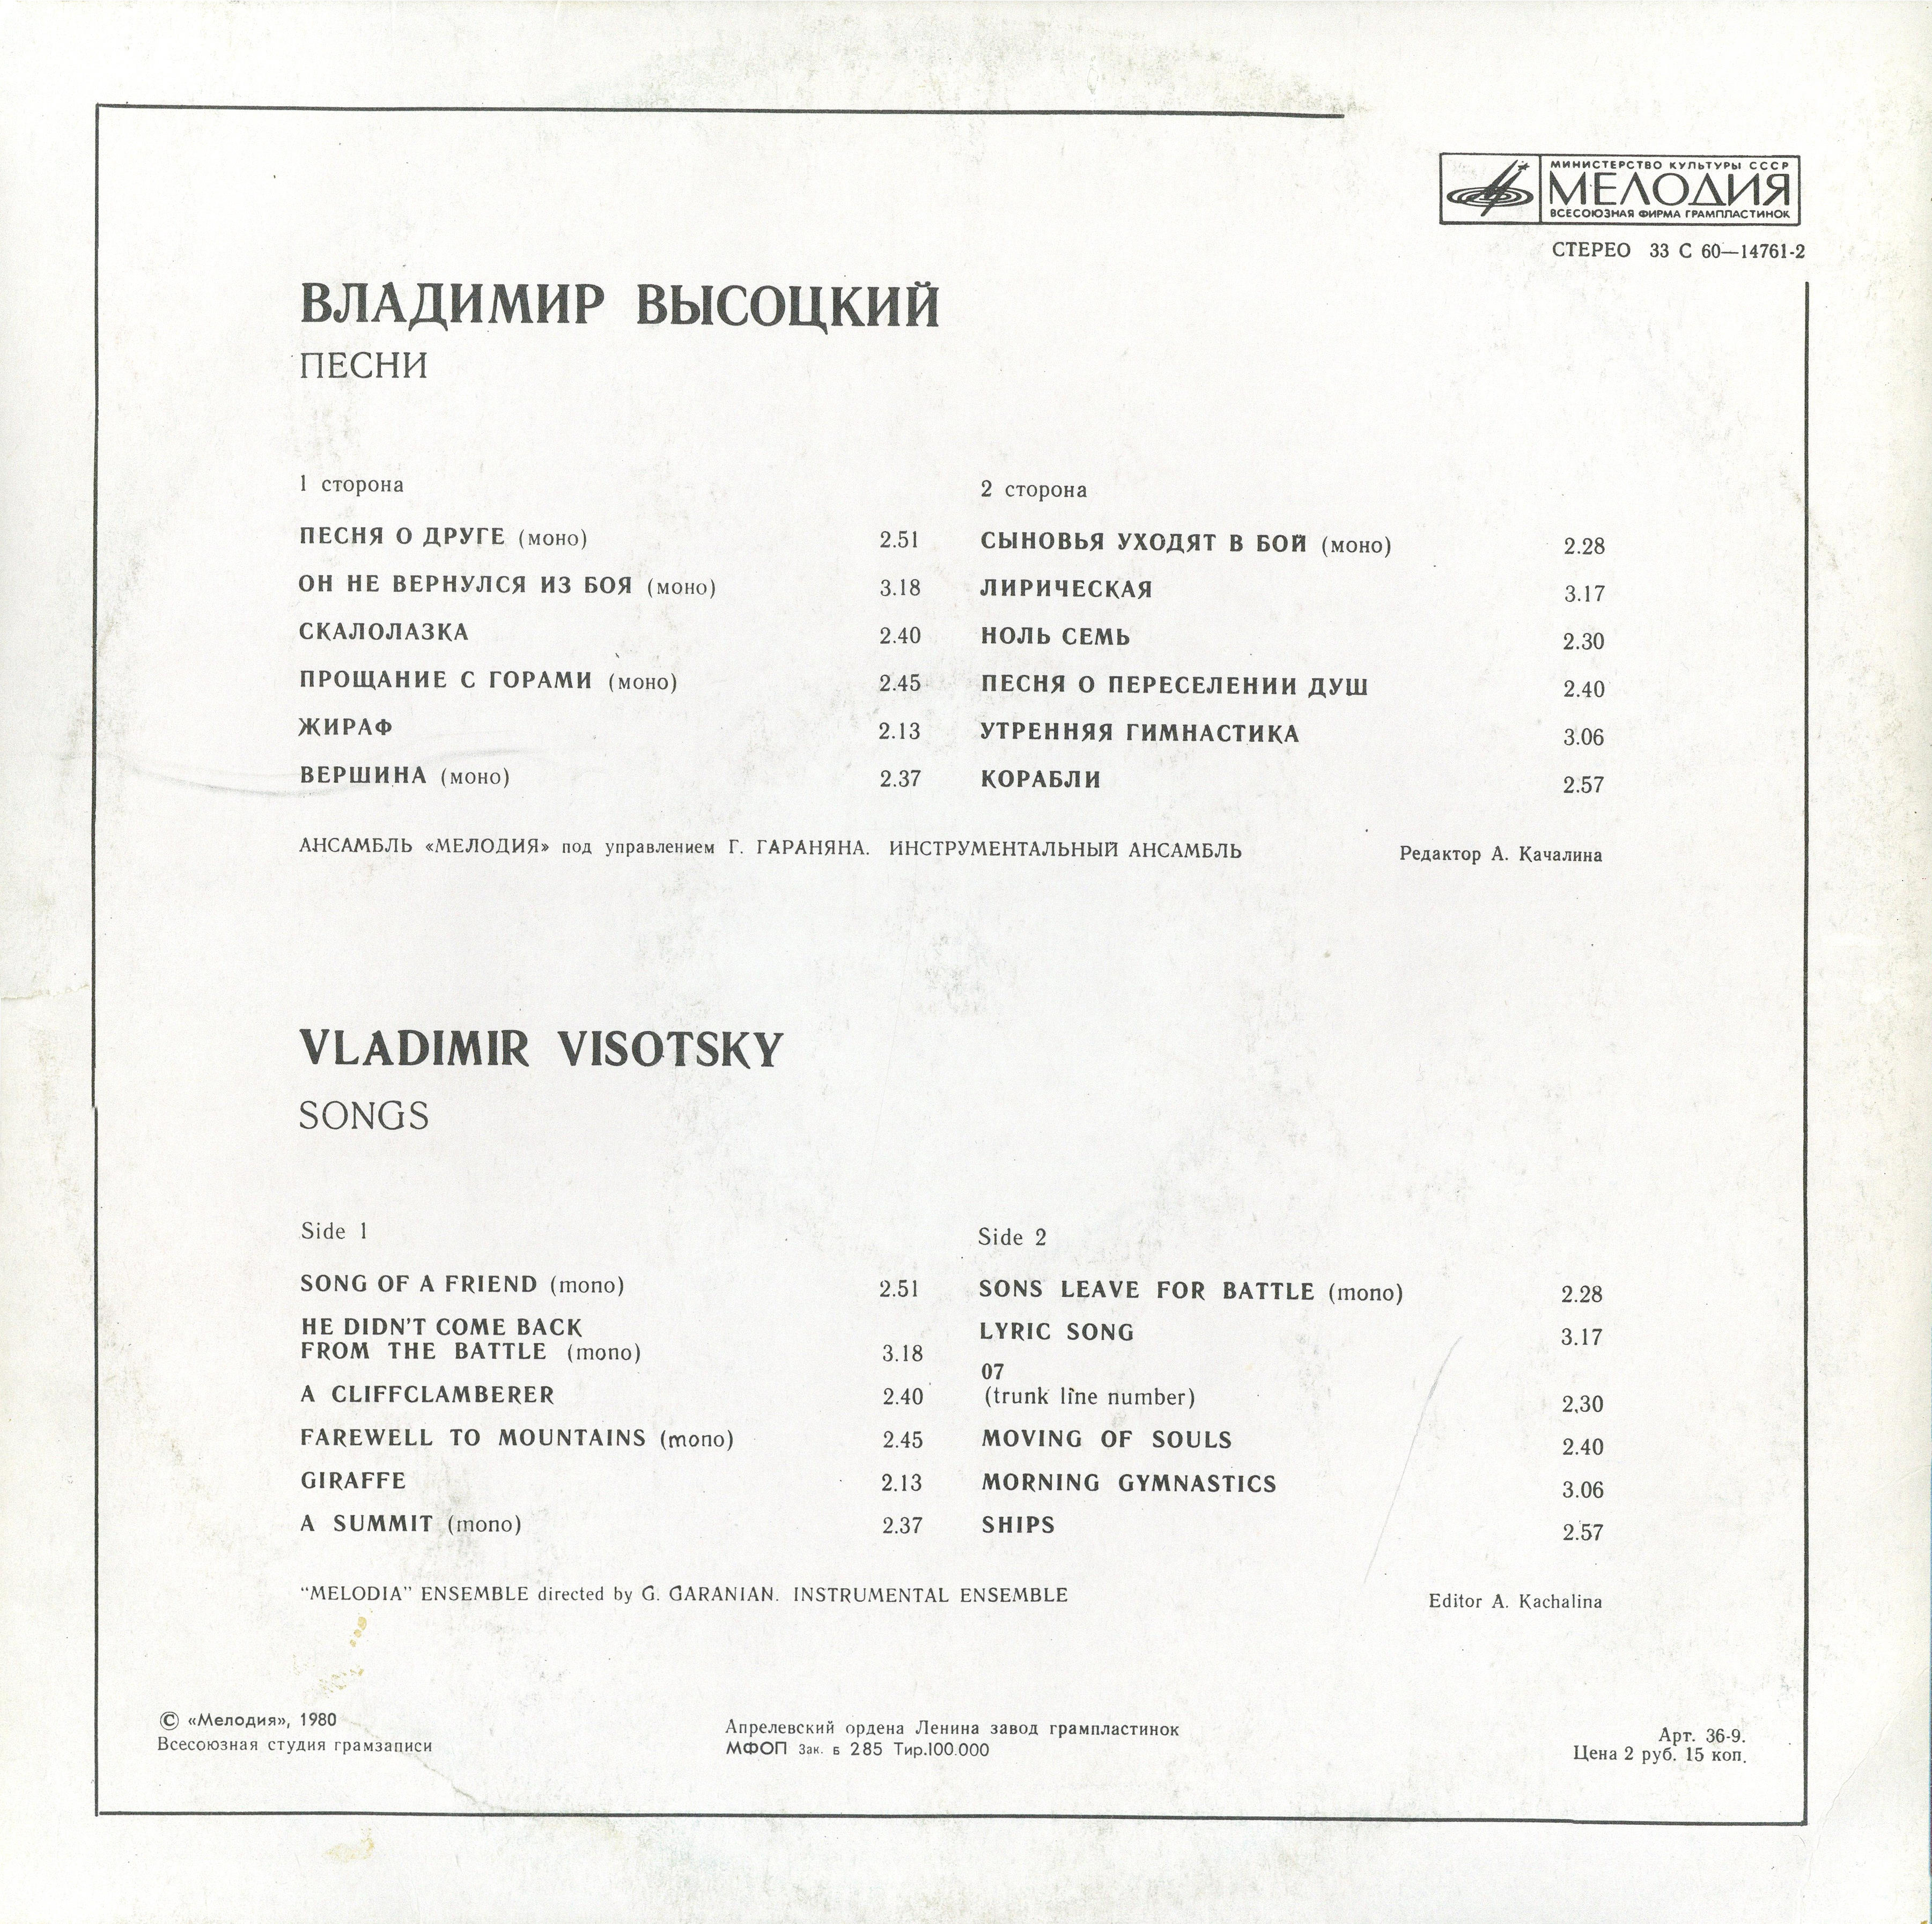 МИНИСТЕРСТВО КУЛЬТУРЫ СССР
МЕЛОДИЯ
ВСЕСОЮЗНАЯ ФИРМА ГРАМПЛАСТИНОК
СТЕРЕО 33 С 60—14761-2
ВЛАДИМИР ВЫСОЦКИЙ
ПЕСНИ
1 сторона
ПЕСНЯ О ДРУГЕ (моно) 2.51
ОН НЕ ВЕРНУЛСЯ ИЗ БОЯ (моно) 3.18
СКАЛОЛАЗКА 2.40
ПРОЩАНИЕ С ГОРАМИ (моно) 2.45
ЖИРАФ 2.13
ВЕРШИНА (моно) 2.37
2 сторона
СЫНОВЬЯ УХОДЯТ В БОЙ (моно) 2.28
ЛИРИЧЕСКАЯ 3.17
НОЛЬ СЕМЬ 2.30
ПЕСНЯ О ПЕРЕСЕЛЕНИИ ДУШ 2.40
УТРЕННЯЯ ГИМНАСТИКА 3.06
КОРАБЛИ 2.57
АНСАМБЛЬ «МЕЛОДИЯ» под управлением Г. ГАРАНЯНА. ИНСТРУМЕНТАЛЬНЫЙ АНСАМБЛЬ
Редактор А. Качалина
VLADIMIR VISOTSKY
SONGS
Side 1
SONG OF A FRIEND (mono) 2.51
HE DIDN'T COME BACK
FROM THE BATTLE (mono) 3.18
A CLIFFCLAMBERER 2.40
FAREWELL TO MOUNTAINS (mono) 2.45
GIRAFFE 2.13
A SUMMIT (mono) 2.37
Side 2
SONS LEAVE FOR BATTLE (mono) 2.28
LYRIC SONG 3.17
07
(trunk line number) 2,30
MOVING OF SOULS 2.40
MORNING GYMNASTICS 3.06
SHIPS 2.57
“MELODIA” ENSEMBLE directed by G. GARANIAN. INSTRUMENTAL ENSEMBLE
Editor A. Kachalina
© «Мелодия», 1980
Всесоюзная студия грамзаписи
Апрелевский ордена Ленина завод грампластинок
МФОП Зак. Б 285 Тир.100.000
Арт. 36-9.
Цена 2 руб. 15 коп.